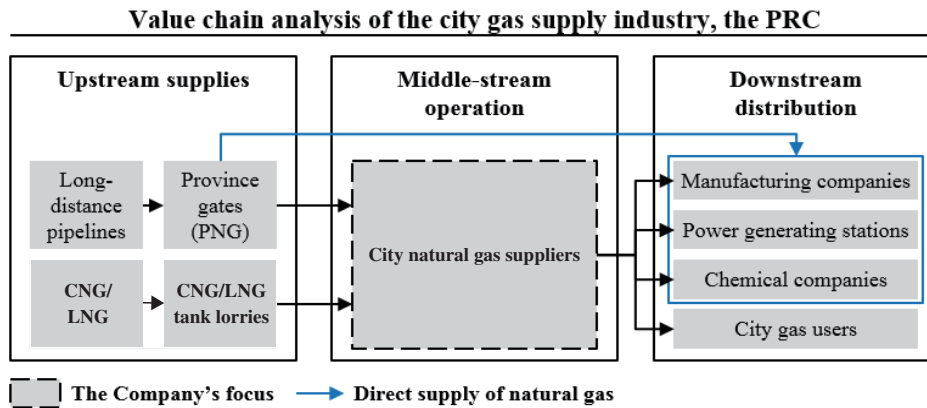 Value chain analysis of the city gas supply industry, the PRC
Upstream supplies
Long-
distance
pipelines
Province
gates
(PNG)
CNG/
LNG
CNG/LNG
tank lorries
Middle-stream
operation
City natural gas suppliers
Downstream
distribution
Manufacturing companies
Power generating stations
Chemical companies
City gas users
The Company's focus
Direct supply of natural gas